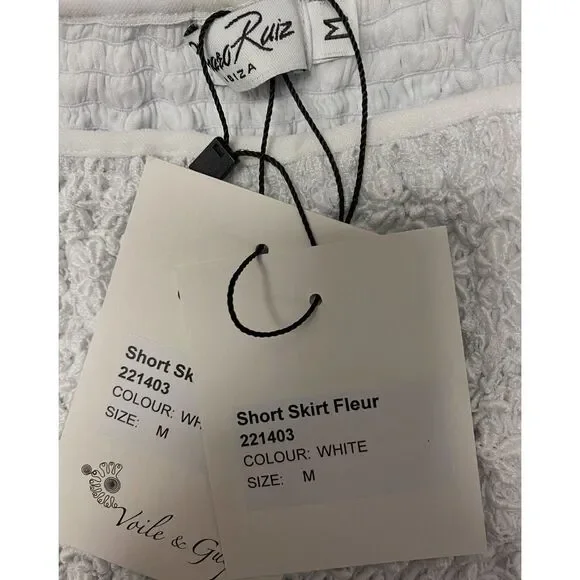 Ruiz
IBIZA
M
Short Sk
221403
COLOUR: WH
SIZE: M
Voile & Gu
Short Skirt Fleur
221403
COLOUR: WHITE
SIZE: M